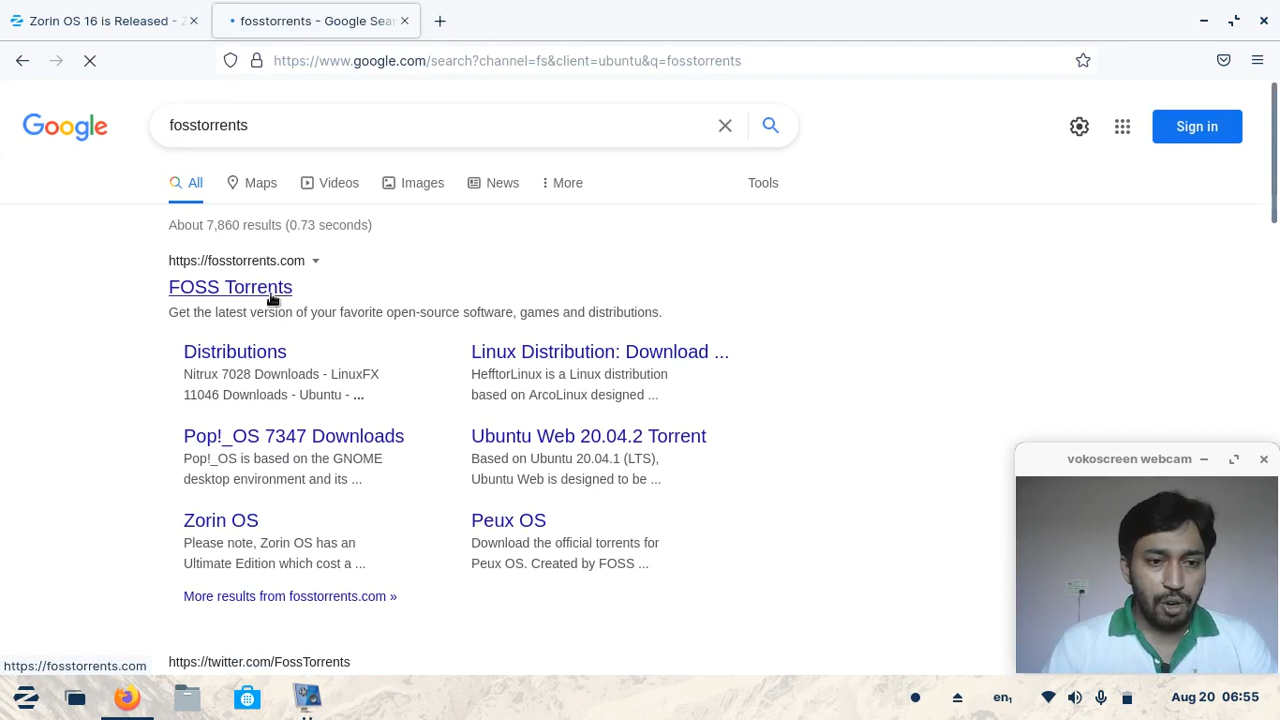 Zorin OS 16 is Released - Z
fosstorrents - Google Sear
https://www.google.com/search?channel=fs&client=ubuntu&q=fosstorrents
Google
fosstorrents
Sign in
All
Maps
Videos
Images
News
More
Tools
About 7,860 results (0.73 seconds)
https://fosstorrents.com
FOSS Torrents
Get the latest version of your favorite open-source software, games and distributions.
Distributions
Nitrux 7028 Downloads - LinuxFX
11046 Downloads - Ubuntu - ...
Linux Distribution: Download ...
HefftorLinux is a Linux distribution
based on ArcoLinux designed ...
Pop!_OS 7347 Downloads
Pop!_OS is based on the GNOME
desktop environment and its ...
Ubuntu Web 20.04.2 Torrent
Based on Ubuntu 20.04.1 (LTS),
Ubuntu Web is designed to be ...
Zorin OS
Please note, Zorin OS has an
Ultimate Edition which cost a ...
Peux OS
Download the official torrents for
Peux OS. Created by FOSS ...
More results from fosstorrents.com »
https://twitter.com/FossTorrents
vokoscreen webcam
https://fosstorrents.com
en1
Aug 20 06:55